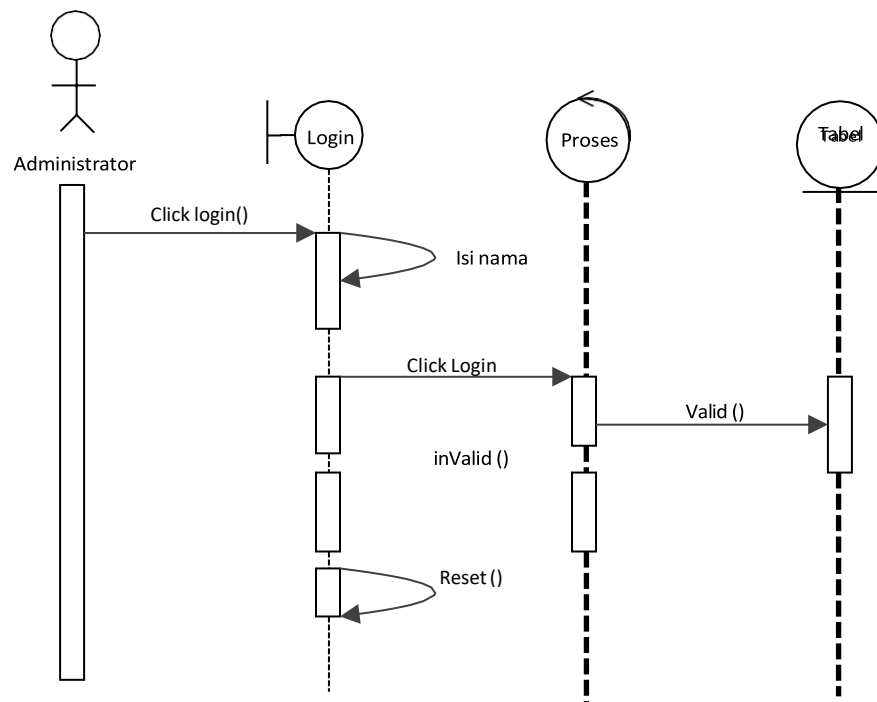 Administrator
Login
Proses
Tabel
Click login()
Isi nama
Click Login
Valid ()
inValid ()
Reset ()